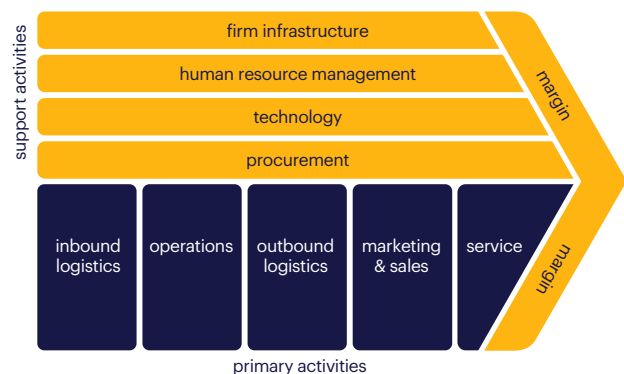 support activities
firm infrastructure
human resource management
technology
procurement
margin
inbound
logistics
operations
outbound
logistics
marketing
& sales
service
margin
primary activities